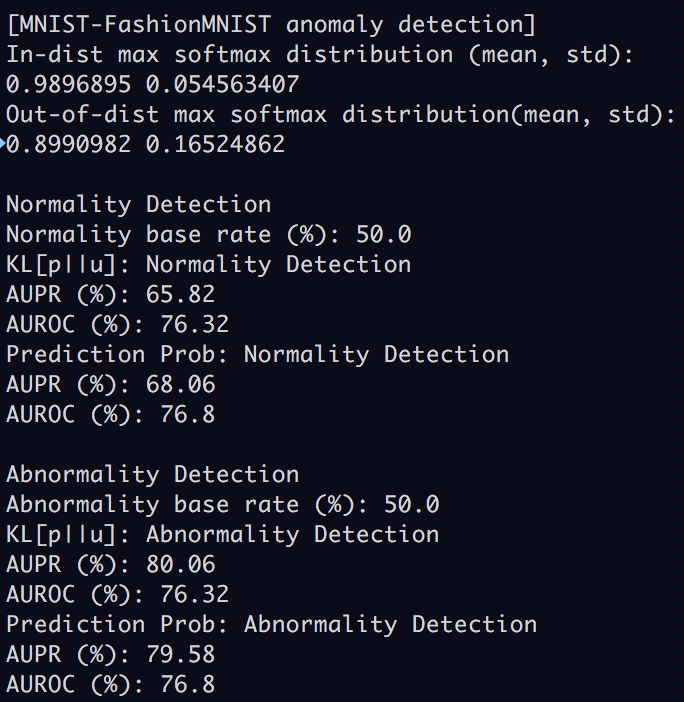 [MNIST-FashionMNIST anomaly detection]
In-dist max softmax distribution (mean, std):
0.9896895 0.054563407
Out-of-dist max softmax distribution(mean, std):
0.8990982 0.16524862
Normality Detection
Normality base rate (%): 50.0
KL[p||u]: Normality Detection
AUPR (%): 65.82
AUROC (%): 76.32
Prediction Prob: Normality Detection
AUPR (%): 68.06
AUROC (%): 76.8
Abnormality Detection
Abnormality base rate (%): 50.0
KL[p||u]: Abnormality Detection
AUPR (%): 80.06
AUROC (%): 76.32
Prediction Prob: Abnormality Detection
AUPR (%): 79.58
AUROC (%): 76.8